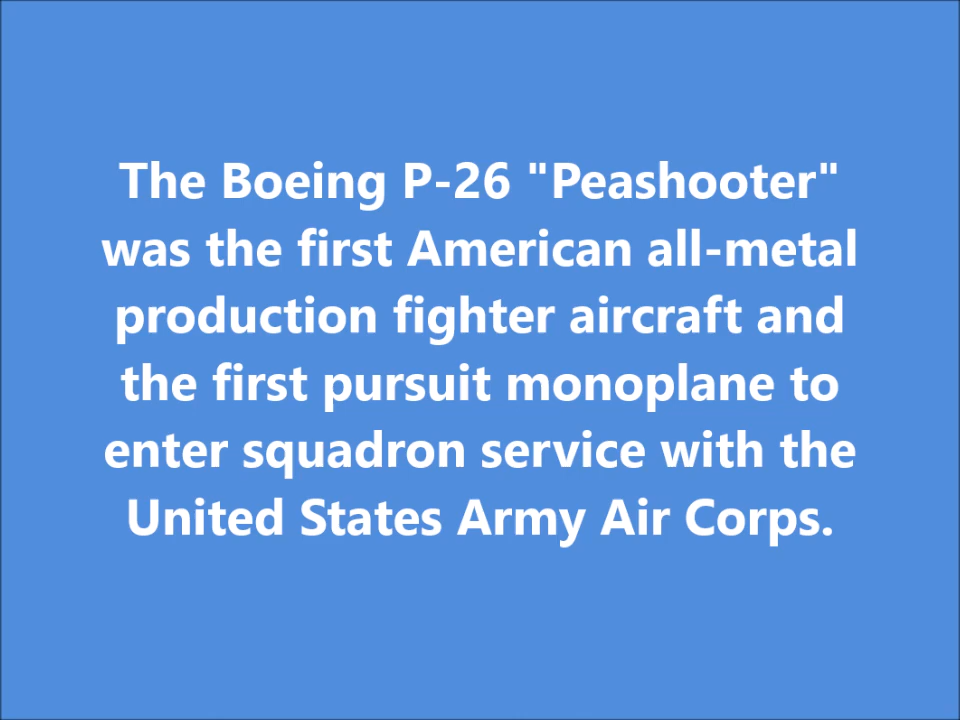 The Boeing P-26 "Peashooter"
was the first American all-metal
production fighter aircraft and
the first pursuit monoplane to
enter squadron service with the
United States Army Air Corps.